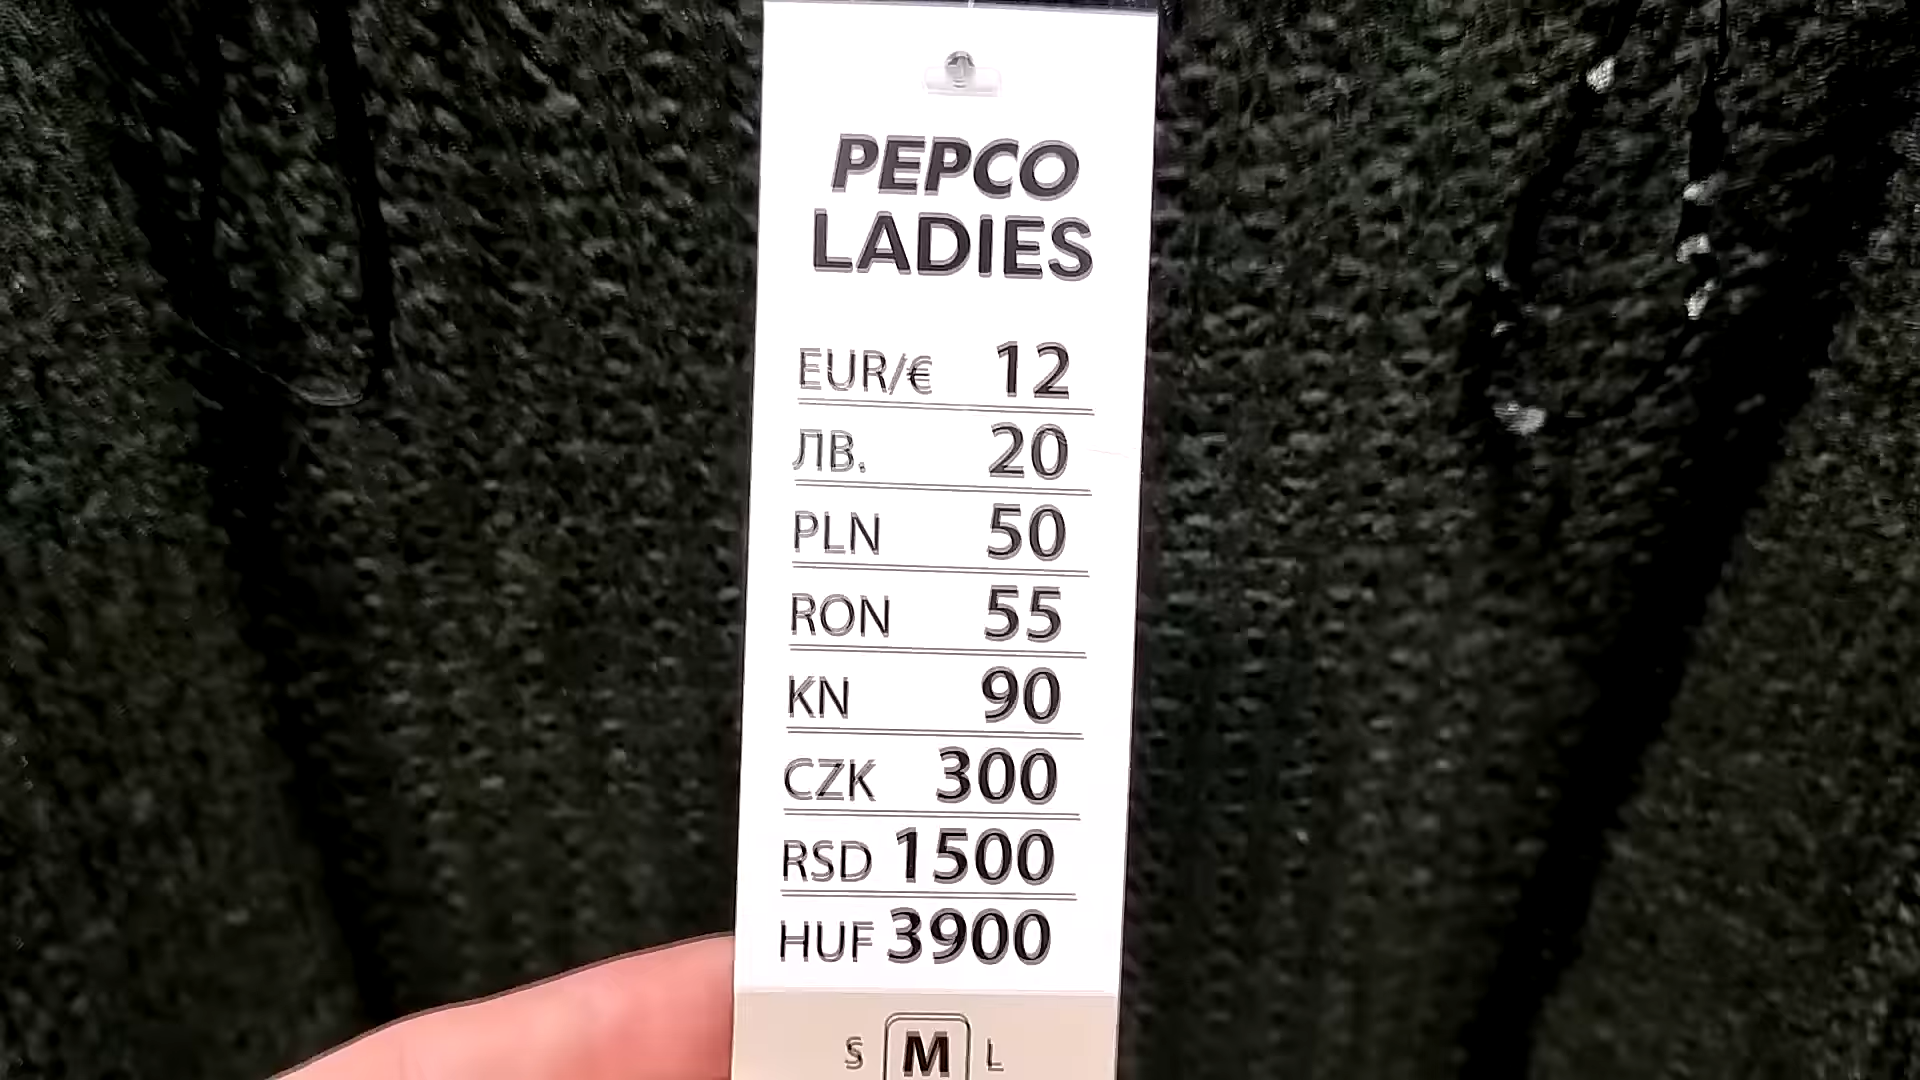 PEPCO
LADIES
EUR/€ 12
ЛВ. 20
PLN 50
RON 55
KN 90
CZK 300
RSD 1500
HUF 3900
S M L